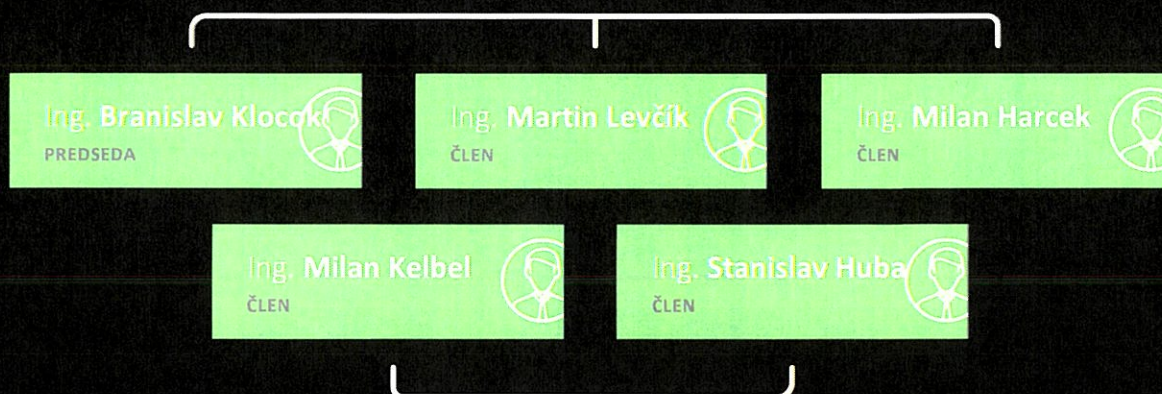 Ing. Branislav Klocok
PREDSEDA
Ing. Martin Levčík
ČLEN
Ing. Milan Harcek
ČLEN
Ing. Milan Kelbel
ČLEN
Ing. Stanislav Huba
ČLEN